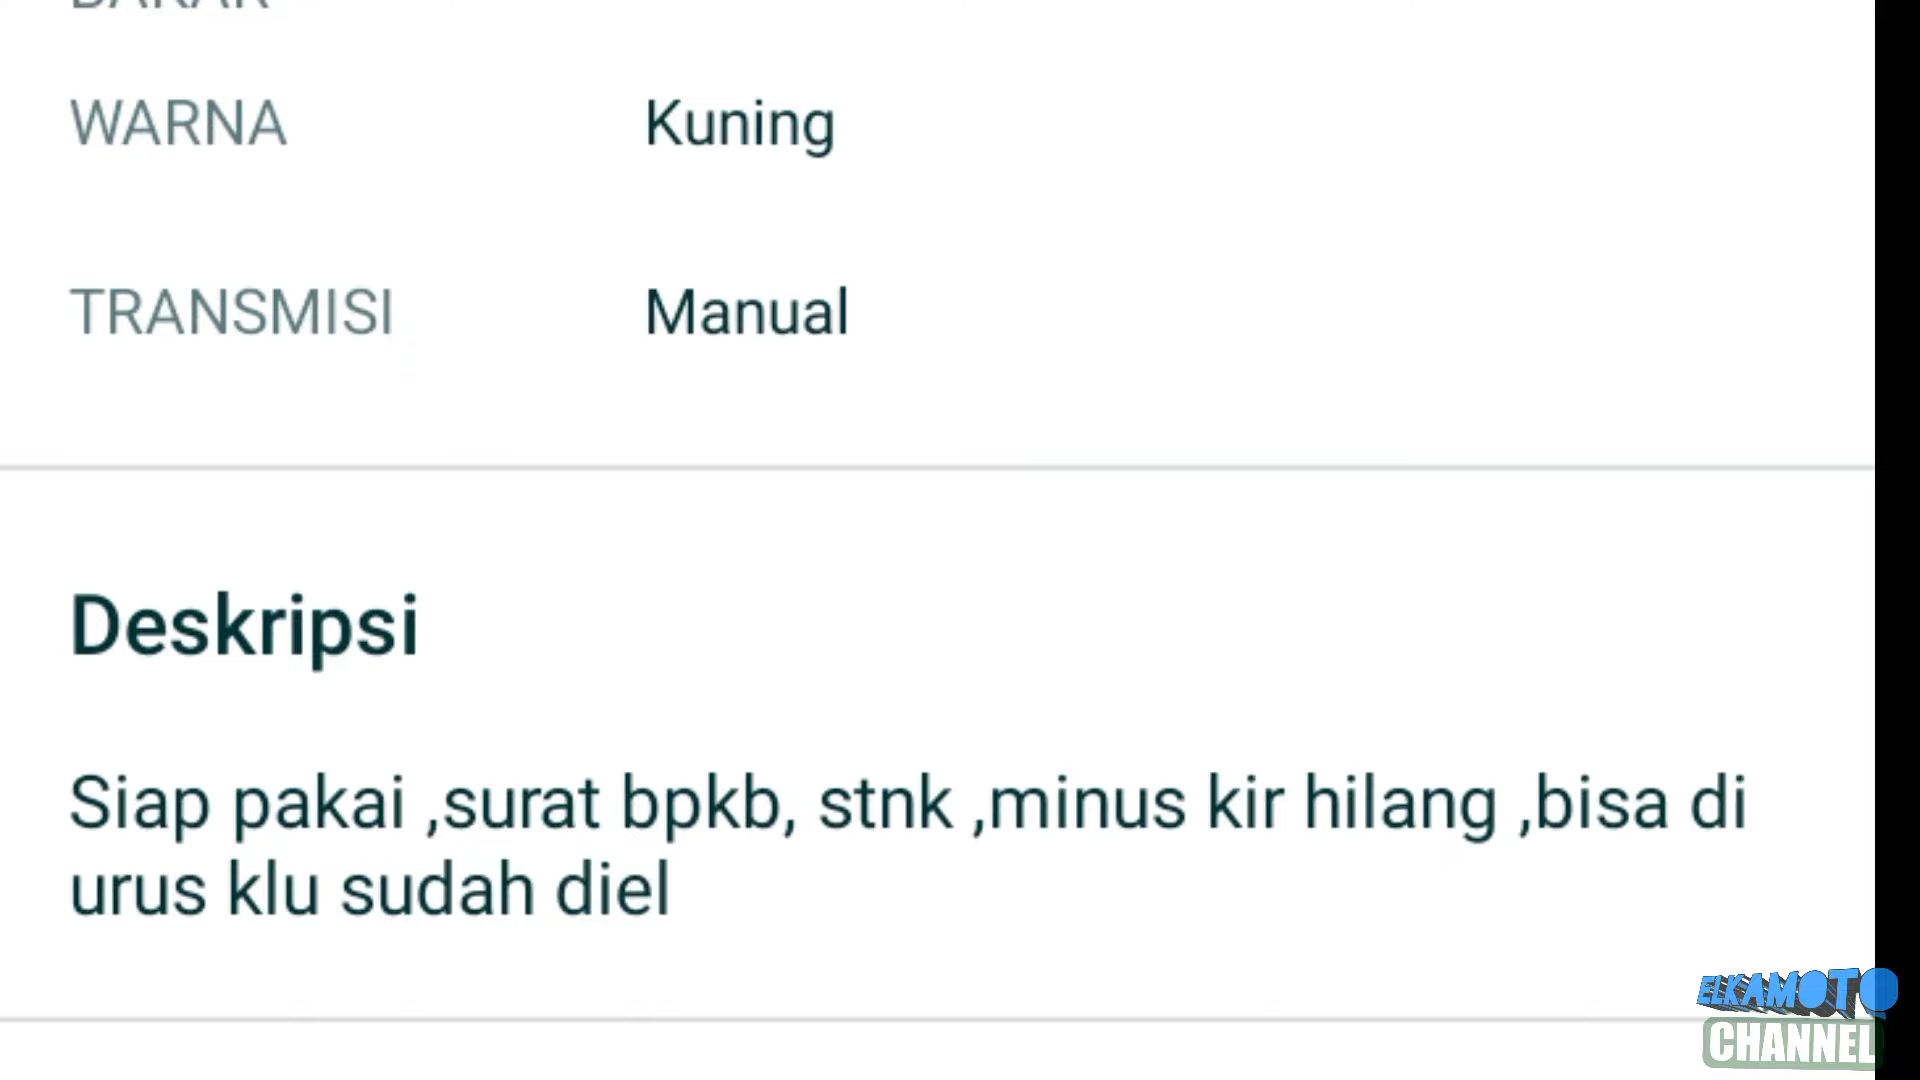 WARNA Kuning
TRANSMISI Manual
Deskripsi
Siap pakai ,surat bpkb, stnk ,minus kir hilang ,bisa di
urus klu sudah diel
ELKAMOTO
CHANNEL